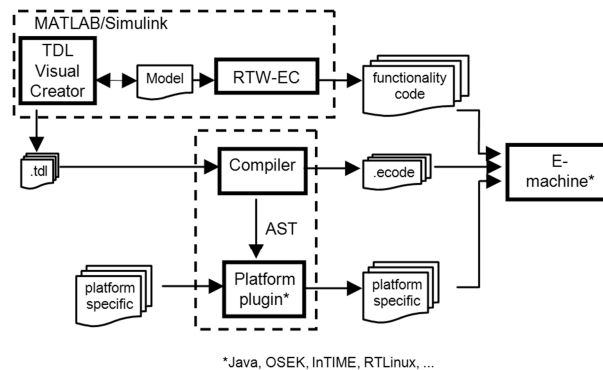 MATLAB/Simulink
TDL
Visual
Creator
Model
RTW-EC
functionality
code
.tdl
Compiler
.ecode
E-
machine*
AST
platform
specific
Platform
plugin*
platform
specific
*Java, OSEK, InTIME, RTLinux, ...